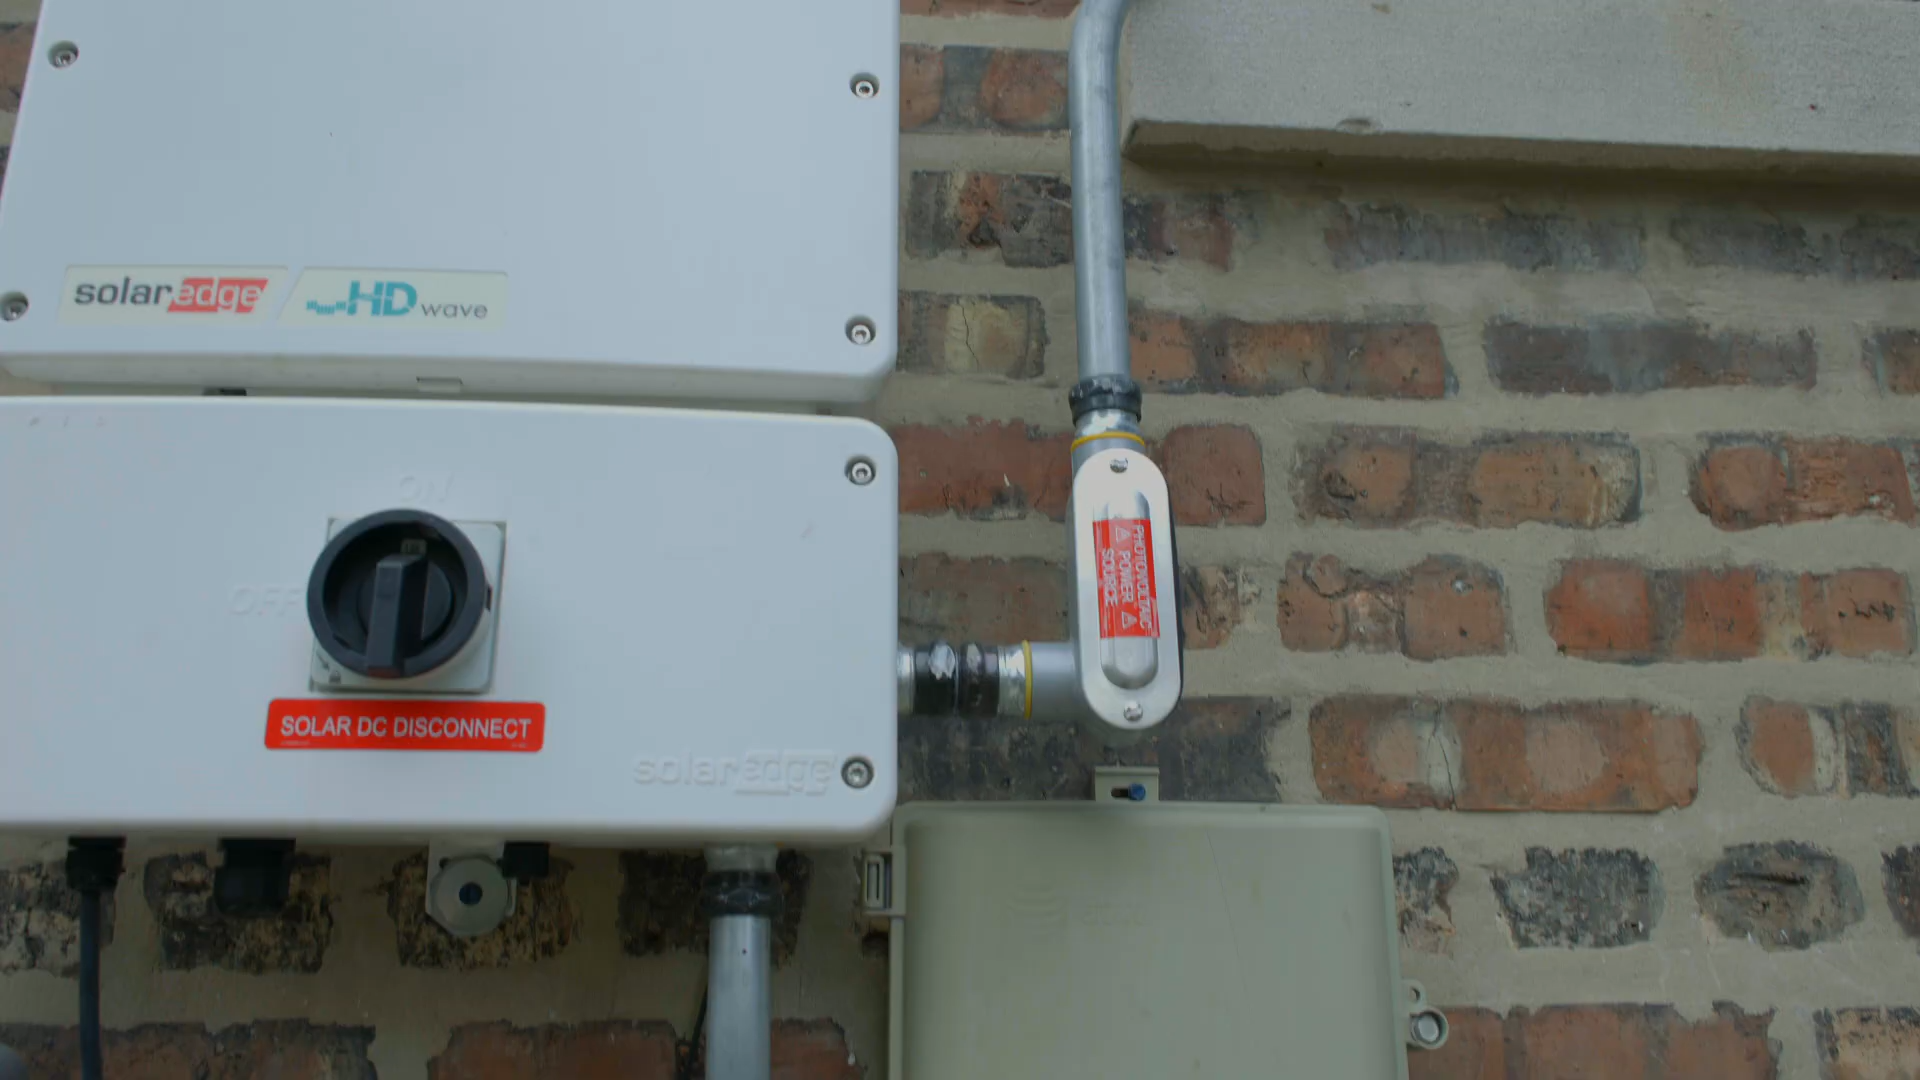 solaredge
HD wave
ON
OFF
PHOTOVOLTAIC
POWER
SOURCE
SOLAR DC DISCONNECT
solaredge